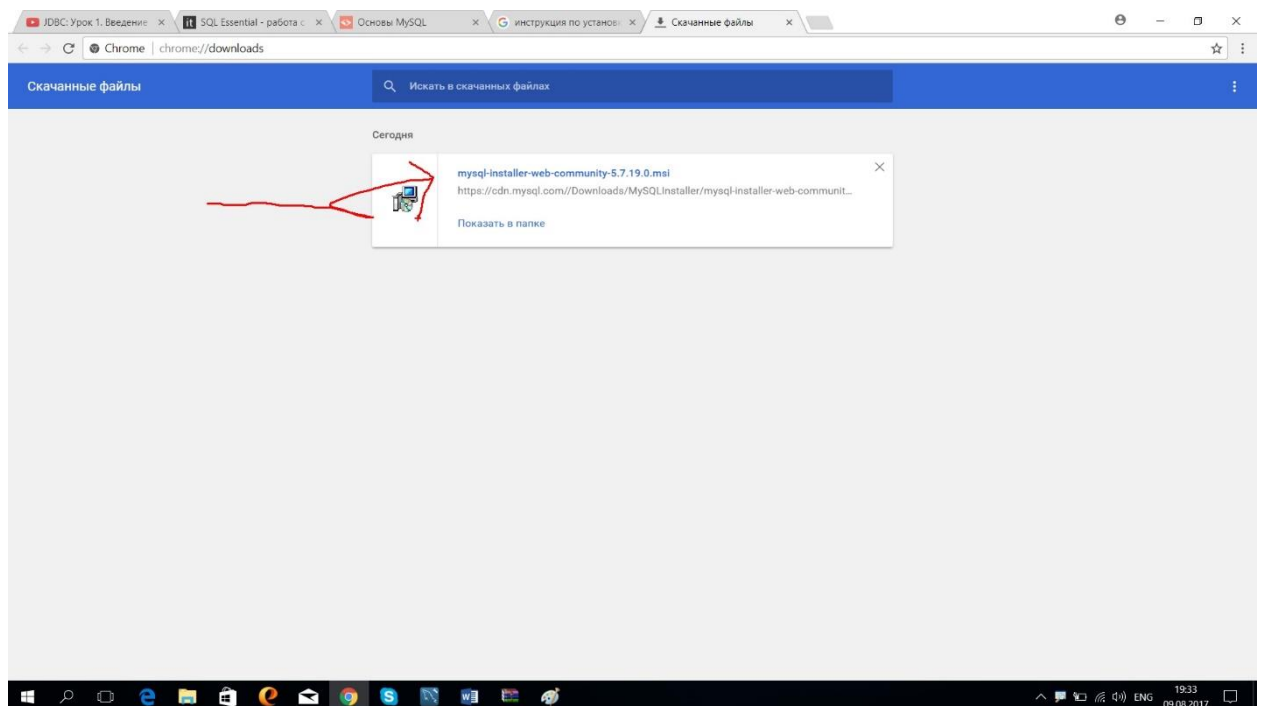 JDBC: Урок 1. Введение
SQL Essential - работа с
Основы MySQL
инструкция по установк
Скачанные файлы
Chrome | chrome://downloads
Скачанные файлы
Искать в скачанных файлах
Сегодня
mysql-installer-web-community-5.7.19.0.msi
https://cdn.mysql.com//Downloads/MySQLInstaller/mysql-installer-web-communit...
Показать в папке
ENG
19:33
09.08.2017